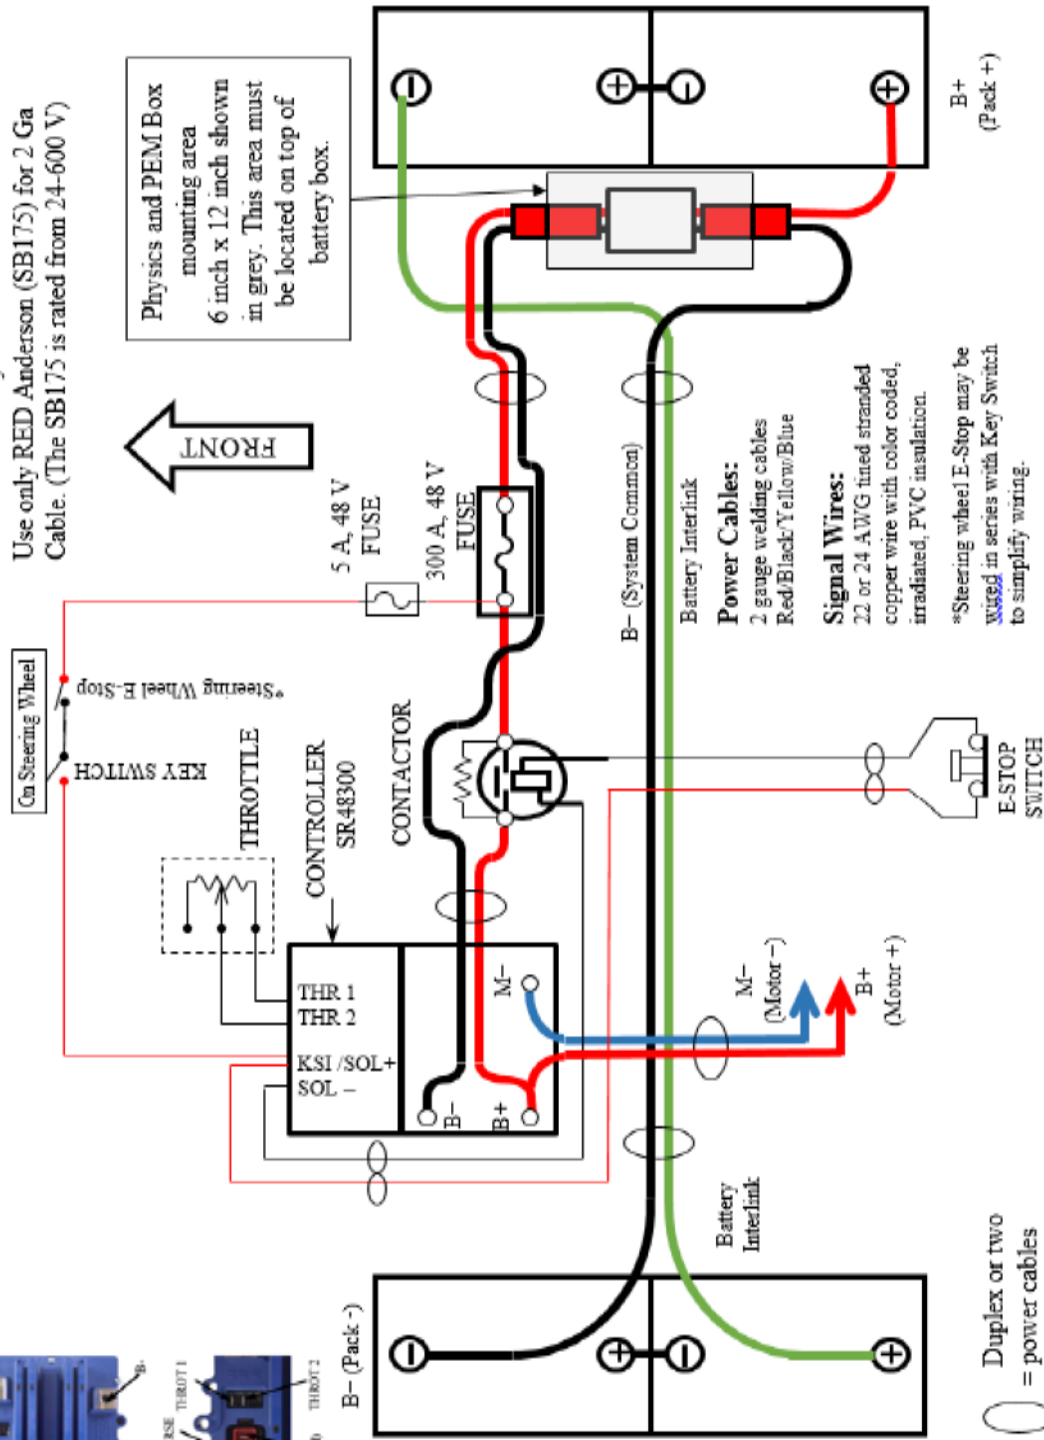 Use only RED Anderson (SB175) for 2 Ga
Cable. (The SB175 is rated from 24-600 V)
Physics and PEM Box
mounting area
6 inch x 12 inch shown
in grey. This area must
be located on top of
battery box.
FRONT
5 A, 48 V
FUSE
300 A, 48 V
FUSE
On Steering Wheel
*Steering Wheel E-Stop
KEY SWITCH
THROTTLE
CONTROLLER
SR48300
CONTACTOR
THR 1
THR 2
KSI /SOL+
SOL −
B−
B+
M−
M−
(Motor −)
B+
(Motor +)
B− (System Common)
Battery Interlink
Power Cables:
2 gauge welding cables
Red/Black/Yellow/Blue
Signal Wires:
22 or 24 AWG tined stranded
copper wire with color coded,
irradiated, PVC insulation.
*Steering wheel E-Stop may be
wired in series with Key Switch
to simplify wiring.
E-STOP
SWITCH
B+
(Pack +)
B− (Pack -)
Battery
Interlink
Duplex or two
= power cables
B-
THROT 1
THROT 2